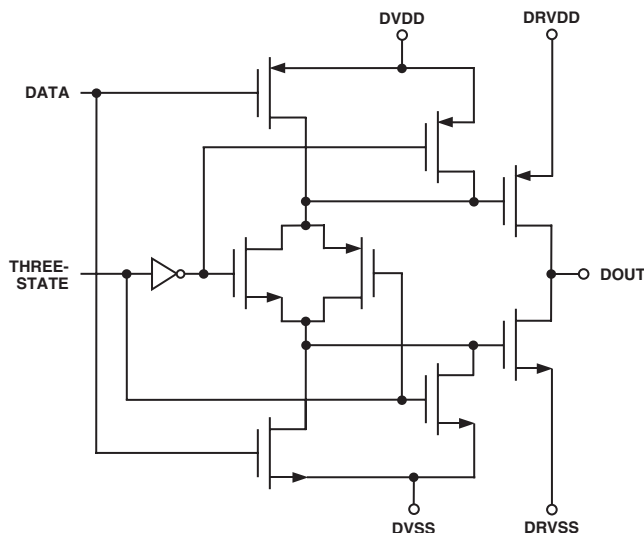 DVDD
DRVDD
DATA
THREE-
STATE
DOUT
DVSS
DRVSS